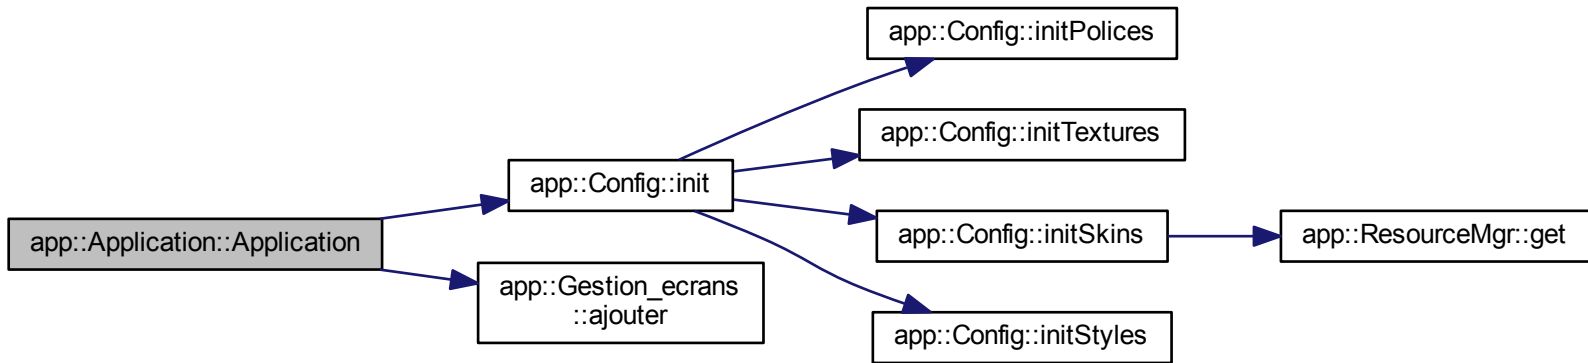 app::Application::Application
app::Config::init
app::Gestion_ecrans
::ajouter
app::Config::initPolices
app::Config::initTextures
app::Config::initSkins
app::Config::initStyles
app::ResourceMgr::get